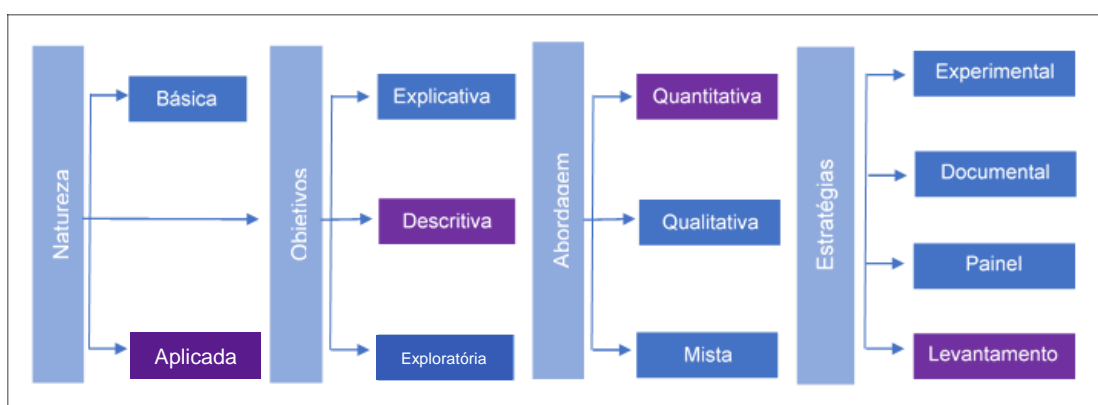 Natureza
Básica
Aplicada
Objetivos
Explicativa
Descritiva
Exploratória
Abordagem
Quantitativa
Qualitativa
Mista
Estratégias
Experimental
Documental
Painel
Levantamento